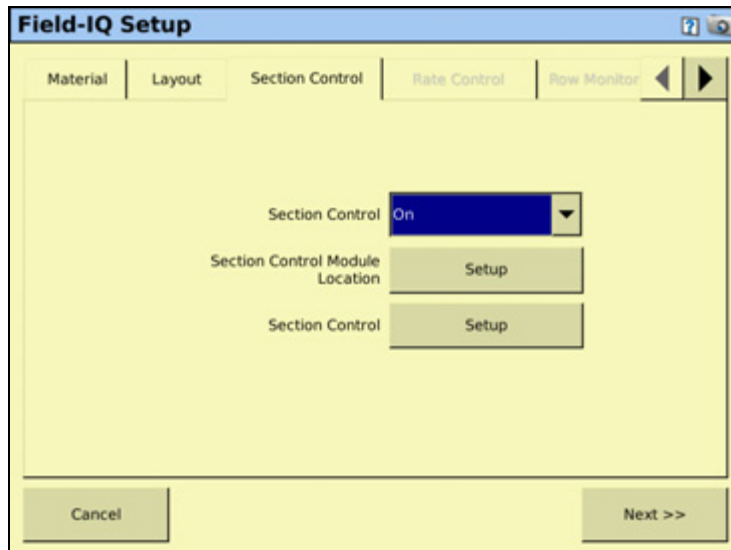 Field-IQ Setup
?
Material Layout Section Control Rate Control Row Monitor
Section Control On
Section Control Module
Location Setup
Section Control Setup
Cancel Next >>